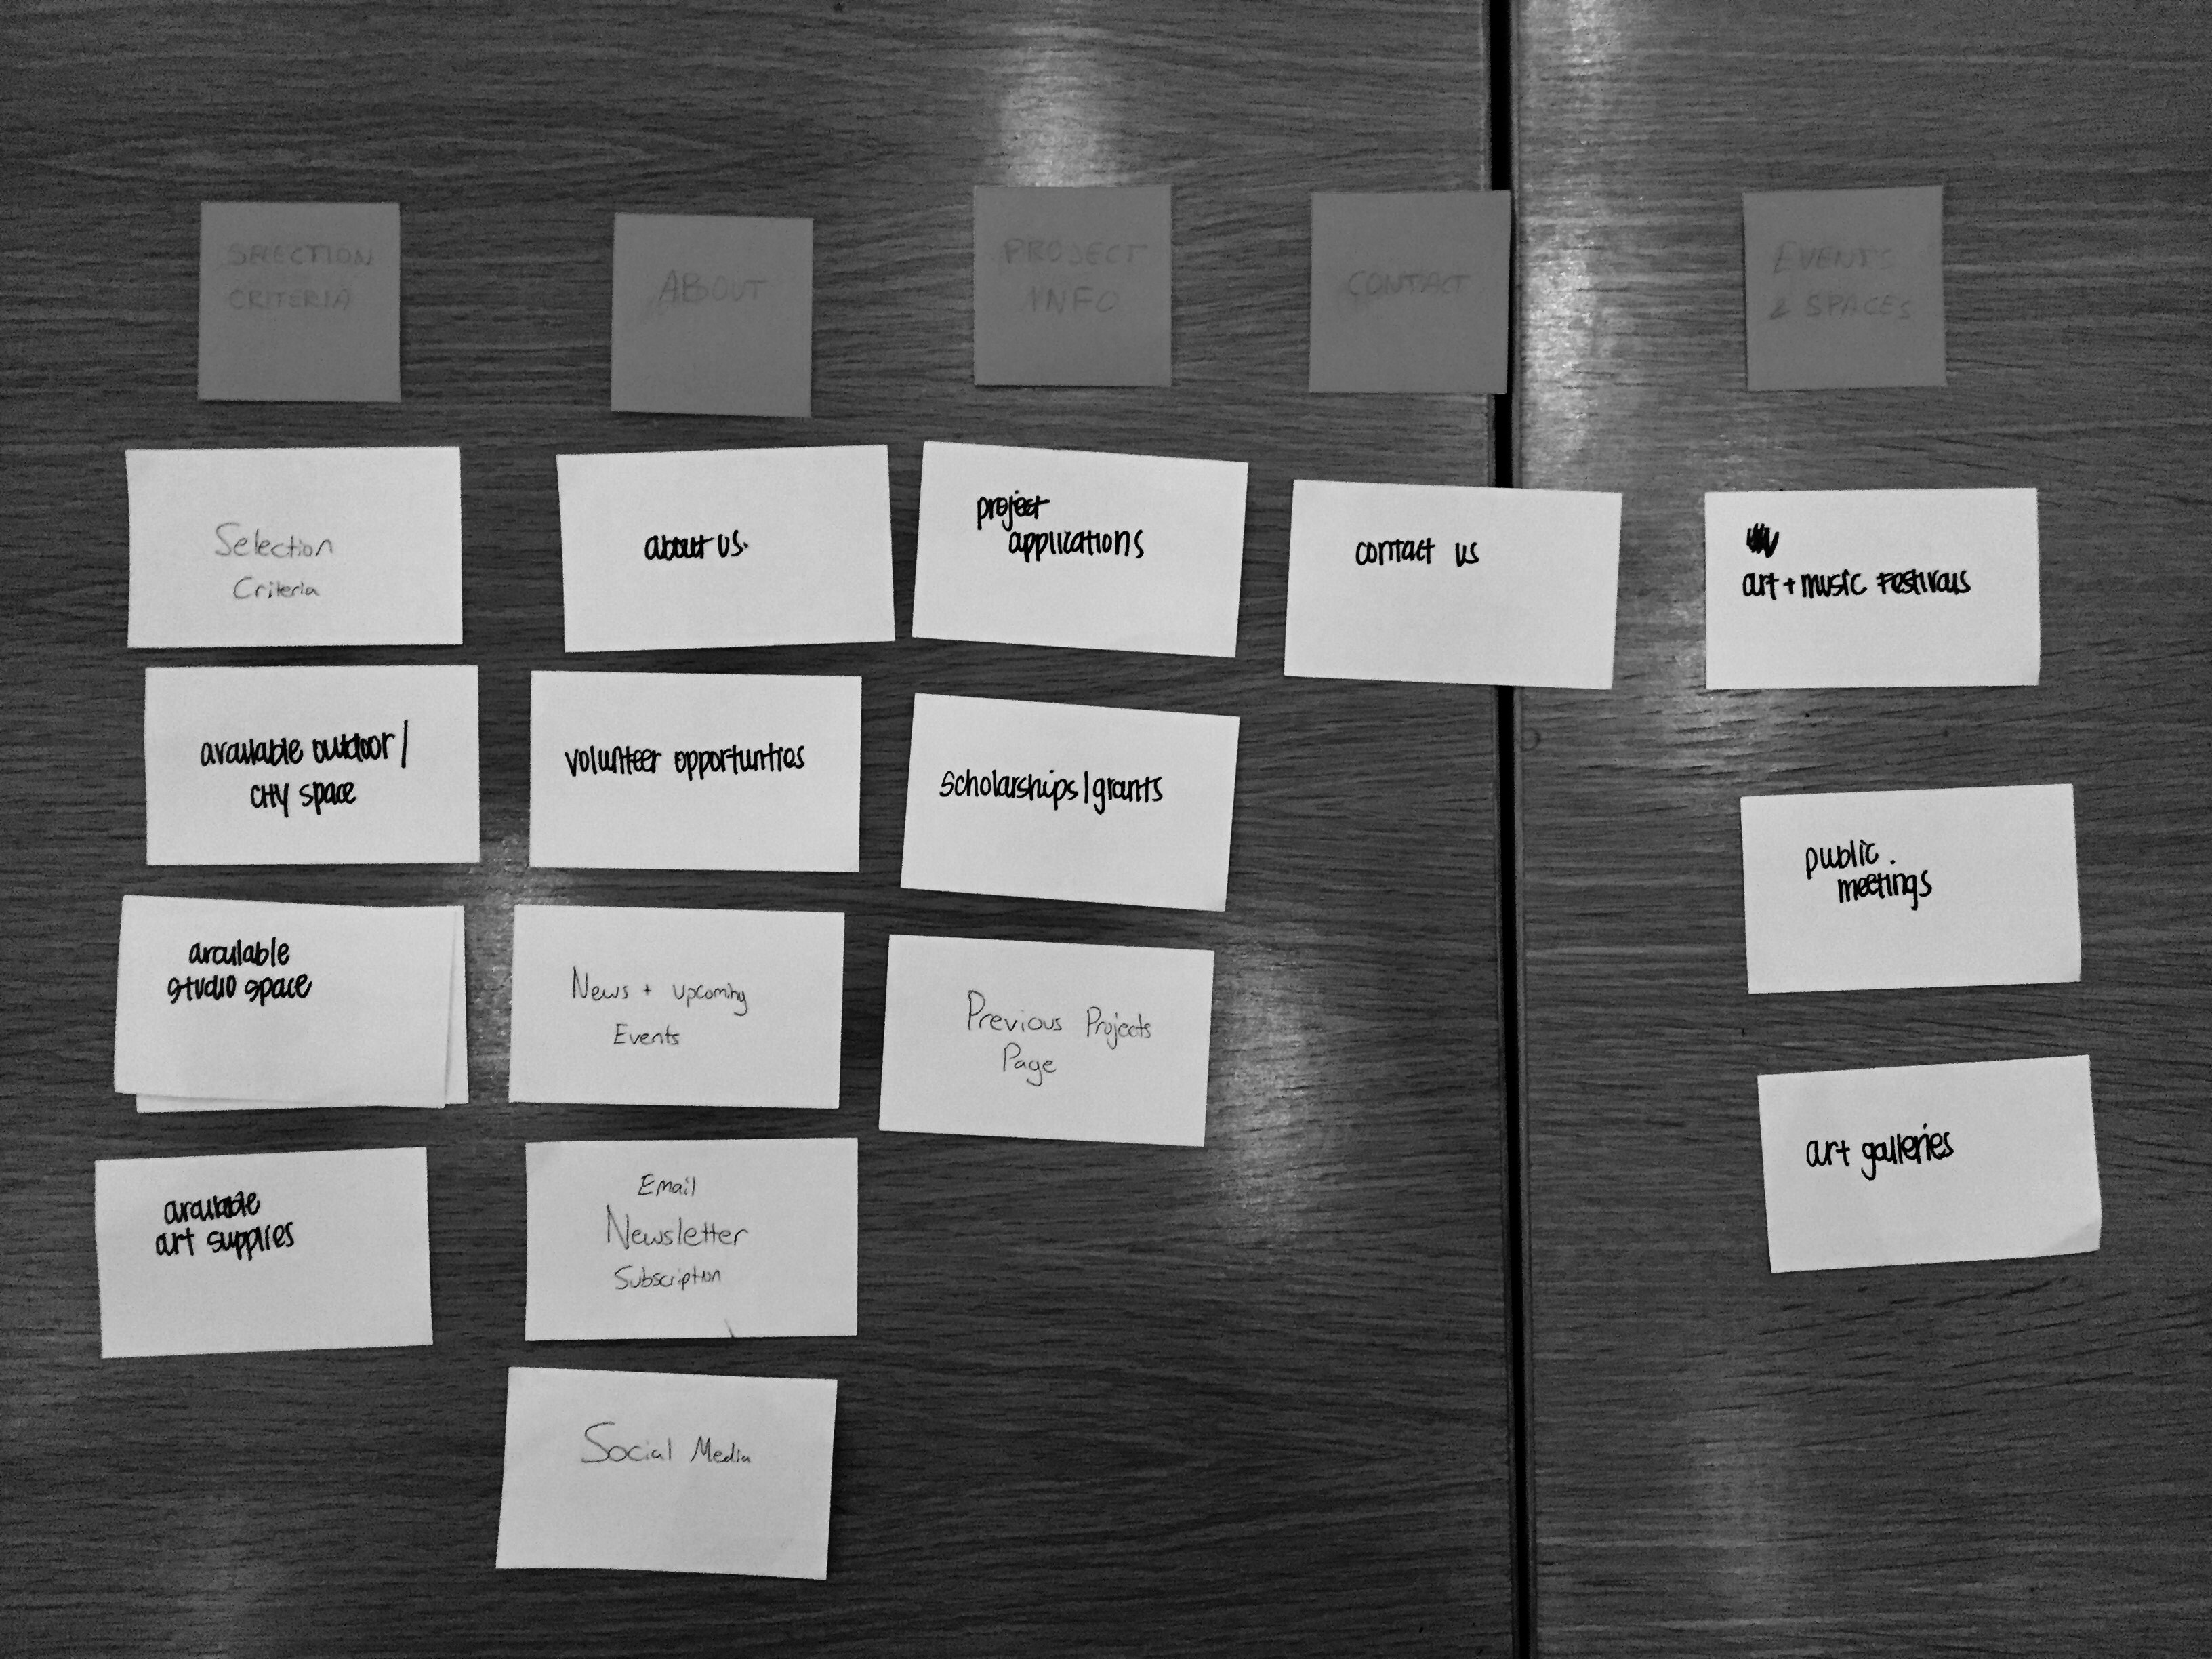 SELECTION
CRITERIA
Selection
Criteria
available outdoor/
city space
available
studio space
available
art supplies
ABOUT
about us.
volunteer opportunties
News + upcoming
Events
Email
Newsletter
Subscription
Social Media
PROJECT
INFO
project
applications
scholarships/grants
Previous Projects
Page
CONTACT
contact us
EVENTS
& SPACES
art + music festivals
public.
meetings
art galleries